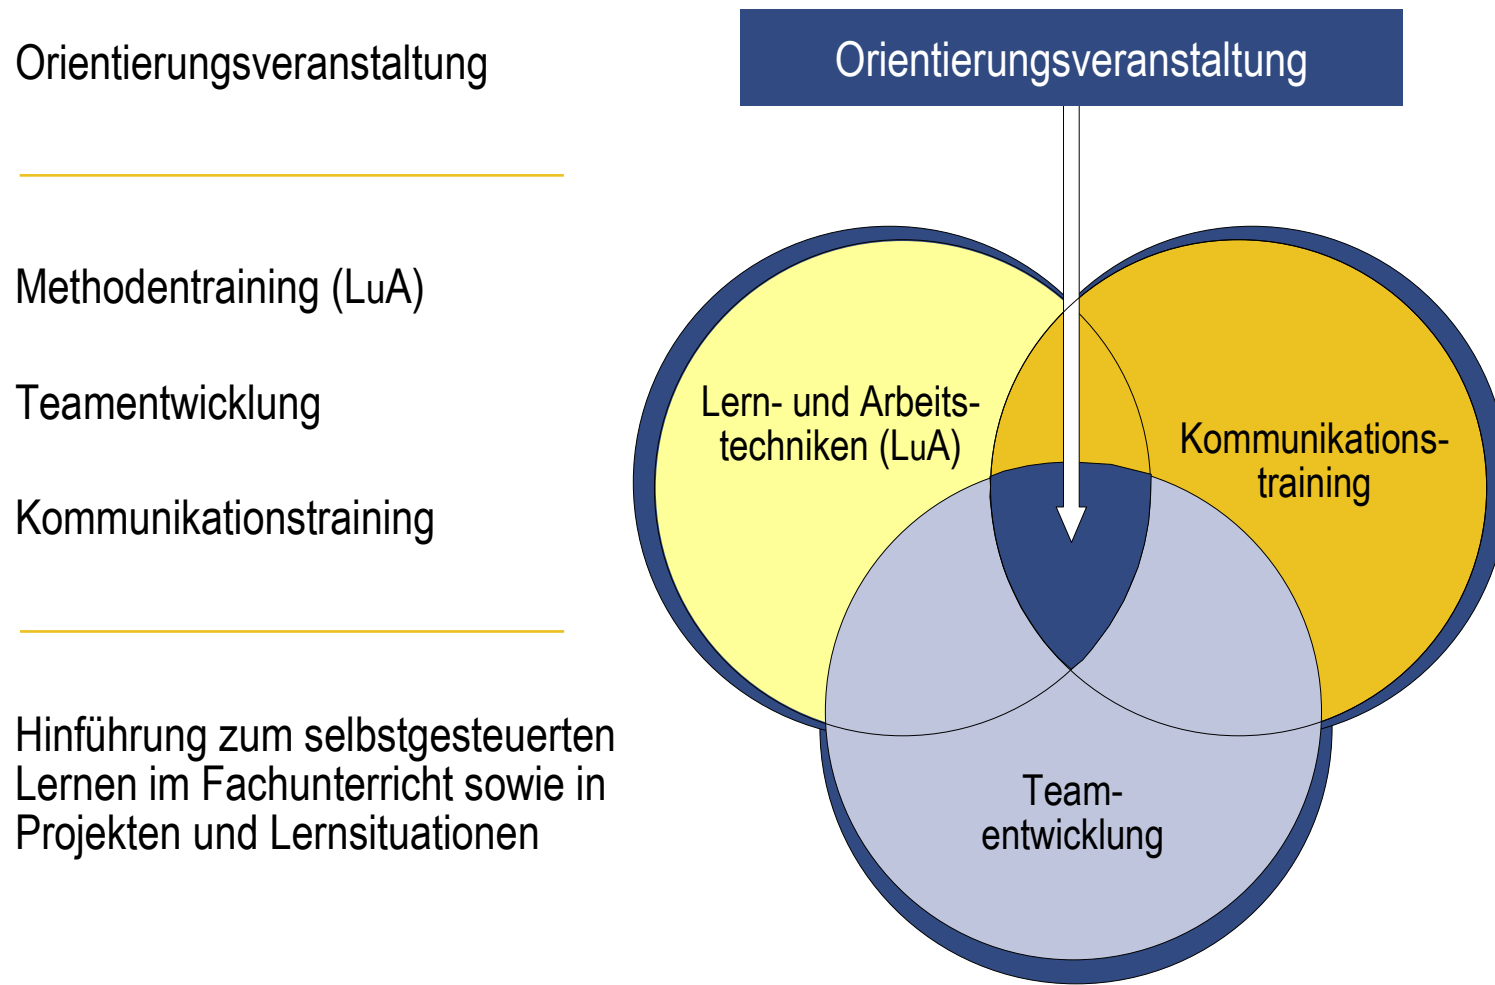 Orientierungsveranstaltung
Methodentraining (LuA)
Teamentwicklung
Kommunikationstraining
Hinführung zum selbstgesteuerten
Lernen im Fachunterricht sowie in
Projekten und Lernsituationen
Orientierungsveranstaltung
Lern- und Arbeits-
techniken (LuA)
Kommunikations-
training
Team-
entwicklung